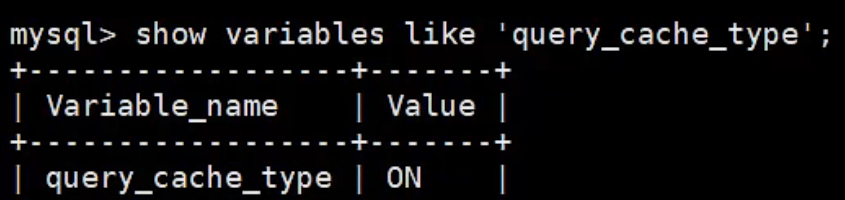 mysql> show variables like 'query_cache_type';
+------------------+-------+
| Variable_name    | Value |
+------------------+-------+
| query_cache_type | ON    |